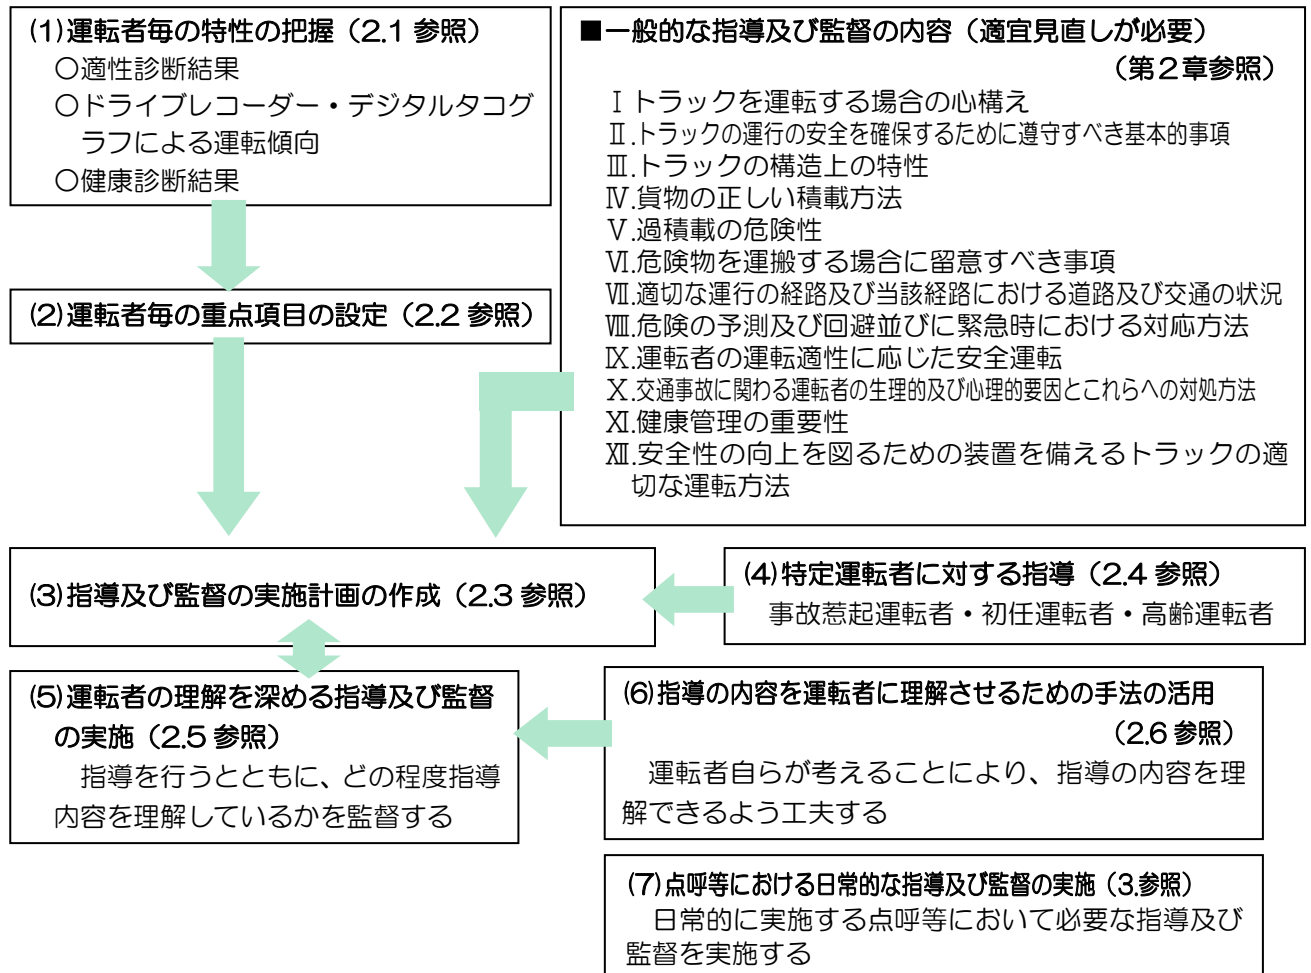 (1)運転者毎の特性の把握（2.1 参照）
○適性診断結果
○ドライブレコーダー・デジタルタコグ
ラフによる運転傾向
○健康診断結果
(2)運転者毎の重点項目の設定（2.2 参照）
■一般的な指導及び監督の内容（適宜見直しが必要）
（第２章参照）
Ⅰトラックを運転する場合の心構え
Ⅱ.トラックの運行の安全を確保するために遵守すべき基本的事項
Ⅲ.トラックの構造上の特性
Ⅳ.貨物の正しい積載方法
Ⅴ.過積載の危険性
Ⅵ.危険物を運搬する場合に留意すべき事項
Ⅶ.適切な運行の経路及び当該経路における道路及び交通の状況
Ⅷ.危険の予測及び回避並びに緊急時における対応方法
Ⅸ.運転者の運転適性に応じた安全運転
Ⅹ.交通事故に関わる運転者の生理的及び心理的要因とこれらへの対処方法
Ⅺ.健康管理の重要性
Ⅻ.安全性の向上を図るための装置を備えるトラックの適
切な運転方法
(3)指導及び監督の実施計画の作成（2.3 参照）
(4)特定運転者に対する指導（2.4 参照）
事故惹起運転者・初任運転者・高齢運転者
(5)運転者の理解を深める指導及び監督
の実施（2.5 参照）
指導を行うとともに、どの程度指導
内容を理解しているかを監督する
(6)指導の内容を運転者に理解させるための手法の活用
（2.6 参照）
運転者自らが考えることにより、指導の内容を理
解できるよう工夫する
(7)点呼等における日常的な指導及び監督の実施（3.参照）
日常的に実施する点呼等において必要な指導及び
監督を実施する